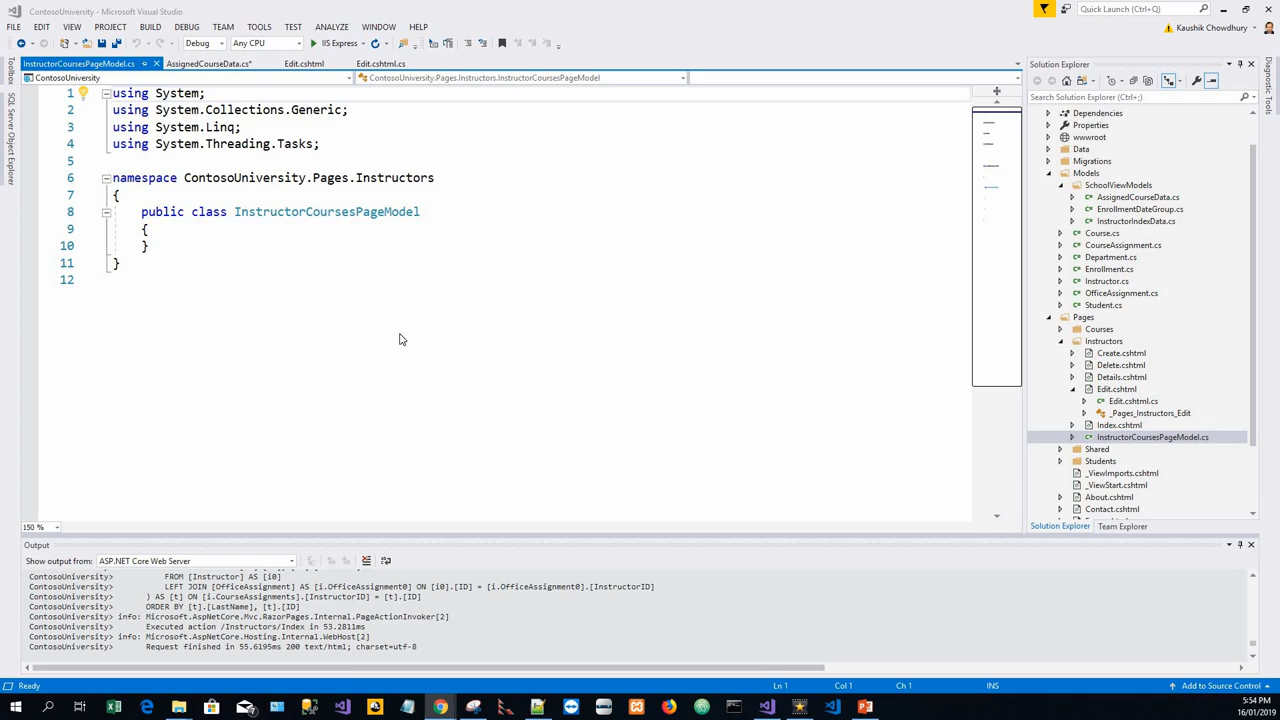 ContosoUniversity - Microsoft Visual Studio
Quick Launch (Ctrl+Q)
FILE EDIT VIEW PROJECT BUILD DEBUG TEAM TOOLS TEST ANALYZE WINDOW HELP
Kaushik Chowdhury
Debug Any CPU IIS Express
InstructorCoursesPageModel.cs AssignedCourseData.cs* Edit.cshtml Edit.cshtml.cs
ContosoUniversity ContosoUniversity.Pages.Instructors.InstructorCoursesPageModel
Toolbox
SQL Server Object Explorer
1 using System;
2 using System.Collections.Generic;
3 using System.Linq;
4 using System.Threading.Tasks;
5
6 namespace ContosoUniversity.Pages.Instructors
7 {
8 public class InstructorCoursesPageModel
9 {
10 }
11 }
12
150 %
Solution Explorer
Search Solution Explorer (Ctrl+;)
Dependencies
Properties
wwwroot
Data
Migrations
Models
SchoolViewModels
AssignedCourseData.cs
EnrollmentDateGroup.cs
InstructorIndexData.cs
Course.cs
CourseAssignment.cs
Department.cs
Enrollment.cs
Instructor.cs
OfficeAssignment.cs
Student.cs
Pages
Courses
Instructors
Create.cshtml
Delete.cshtml
Details.cshtml
Edit.cshtml
Edit.cshtml.cs
_Pages_Instructors_Edit
Index.cshtml
InstructorCoursesPageModel.cs
Shared
Students
_ViewImports.cshtml
_ViewStart.cshtml
About.cshtml
Contact.cshtml
Solution Explorer Team Explorer
Diagnostic Tools
Output
Show output from: ASP.NET Core Web Server
ContosoUniversity> FROM [Instructor] AS [i0]
ContosoUniversity> LEFT JOIN [OfficeAssignment] AS [i.OfficeAssignment0] ON [i0].[ID] = [i.OfficeAssignment0].[InstructorID]
ContosoUniversity> ) AS [t] ON [i.CourseAssignments].[InstructorID] = [t].[ID]
ContosoUniversity> ORDER BY [t].[LastName], [t].[ID]
ContosoUniversity> info: Microsoft.AspNetCore.Mvc.RazorPages.Internal.PageActionInvoker[2]
ContosoUniversity> Executed action /Instructors/Index in 53.2811ms
ContosoUniversity> info: Microsoft.AspNetCore.Hosting.Internal.WebHost[2]
ContosoUniversity> Request finished in 55.6195ms 200 text/html; charset=utf-8
Ready Ln 1 Col 1 Ch 1 INS Add to Source Control
5:54 PM
16/01/2019